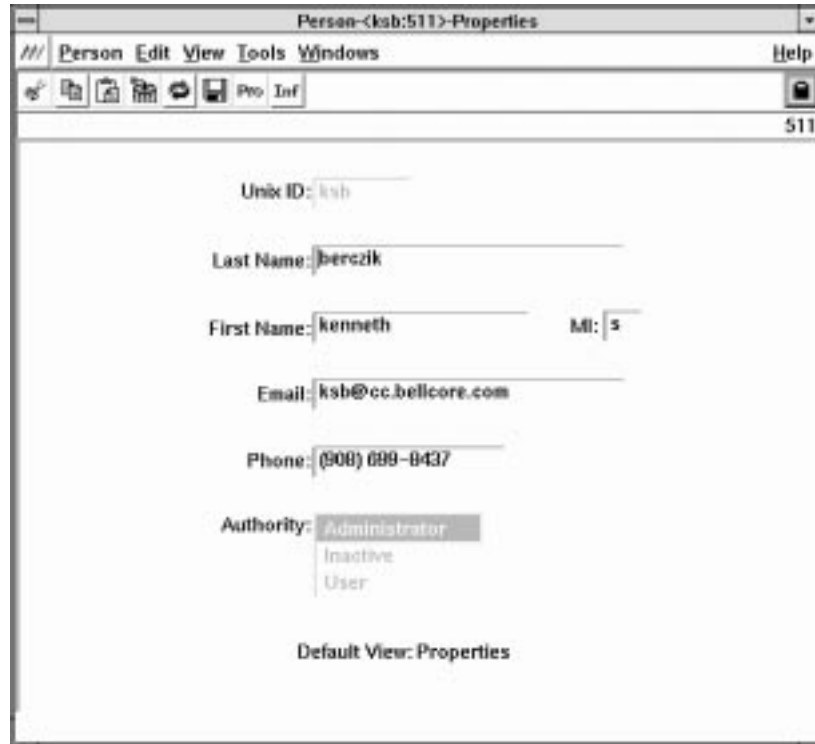 Person-<ksb:511>-Properties
Person Edit View Tools Windows Help
Pro Inf
511
Unix ID: ksb
Last Name: berczik
First Name: kenneth MI: s
Email: ksb@cc.bellcore.com
Phone: (908) 699-8437
Authority: Administrator
Inactive
User
Default View: Properties